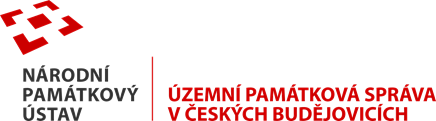 NÁRODNÍ
PAMÁTKOVÝ
ÚSTAV
ÚZEMNÍ PAMÁTKOVÁ SPRÁVA
V ČESKÝCH BUDĚJOVICÍCH